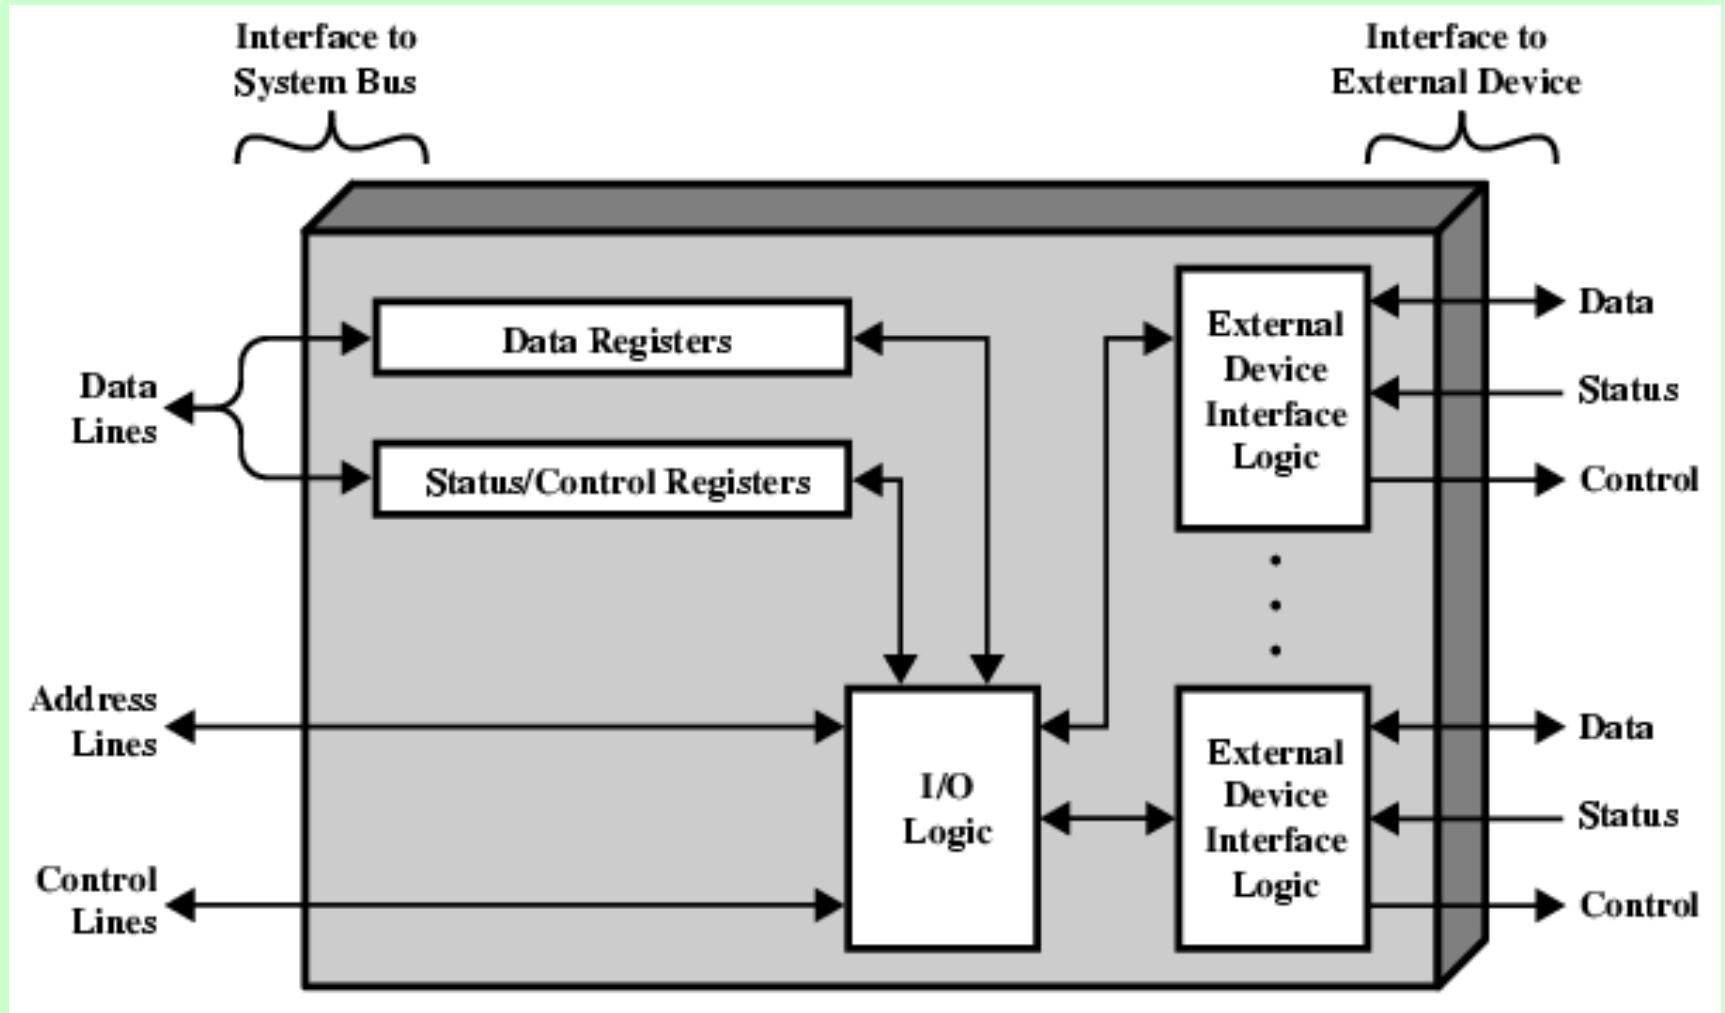 Interface to
System Bus
Interface to
External Device
Data Registers
Status/Control Registers
Data
Lines
Address
Lines
Control
Lines
I/O
Logic
External
Device
Interface
Logic
Data
Status
Control
External
Device
Interface
Logic
Data
Status
Control